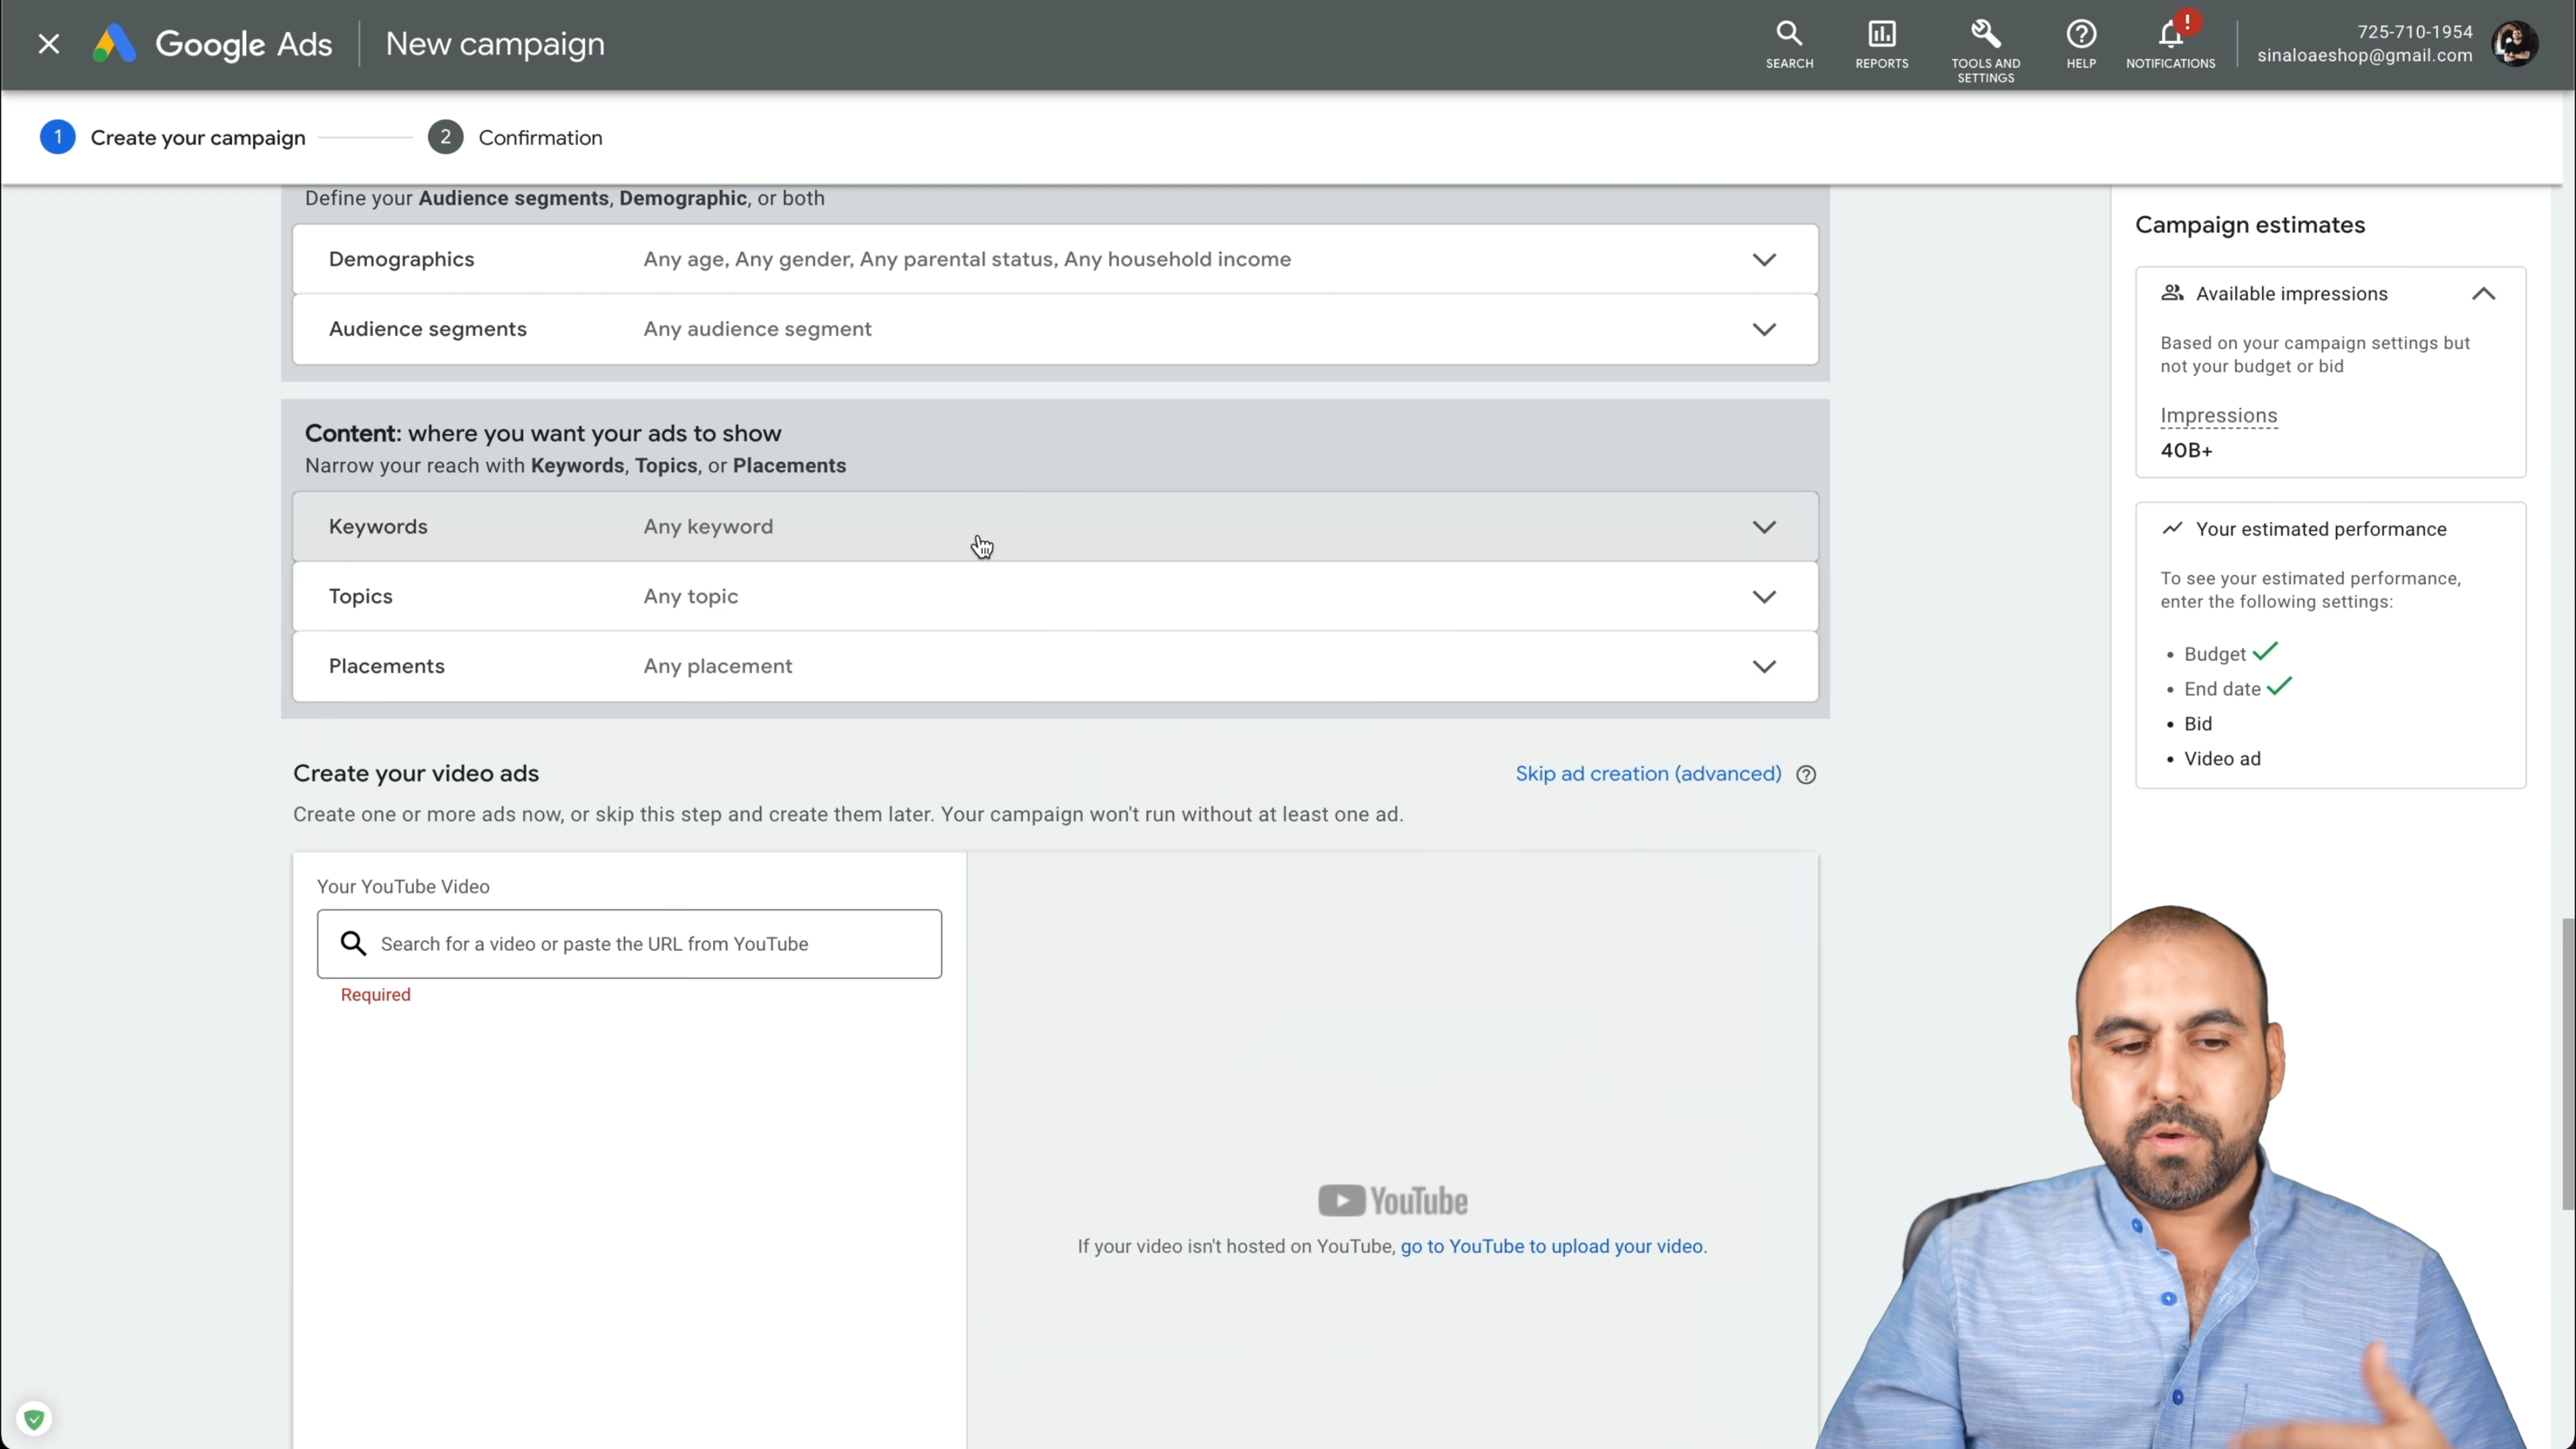 Google Ads
New campaign
SEARCH
REPORTS
TOOLS AND
SETTINGS
HELP
!
NOTIFICATIONS
725-710-1954
sinaloaeshop@gmail.com
1
Create your campaign
2
Confirmation
Define your Audience segments, Demographic, or both
Demographics
Any age, Any gender, Any parental status, Any household income
Audience segments
Any audience segment
Content: where you want your ads to show
Narrow your reach with Keywords, Topics, or Placements
Keywords
Any keyword
Topics
Any topic
Placements
Any placement
Create your video ads
Skip ad creation (advanced)
?
Create one or more ads now, or skip this step and create them later. Your campaign won't run without at least one ad.
Your YouTube Video
Search for a video or paste the URL from YouTube
Required
YouTube
If your video isn't hosted on YouTube, go to YouTube to upload your video.
Campaign estimates
Available impressions
Based on your campaign settings but
not your budget or bid
Impressions
40B+
Your estimated performance
To see your estimated performance,
enter the following settings:
• Budget
• End date
• Bid
• Video ad